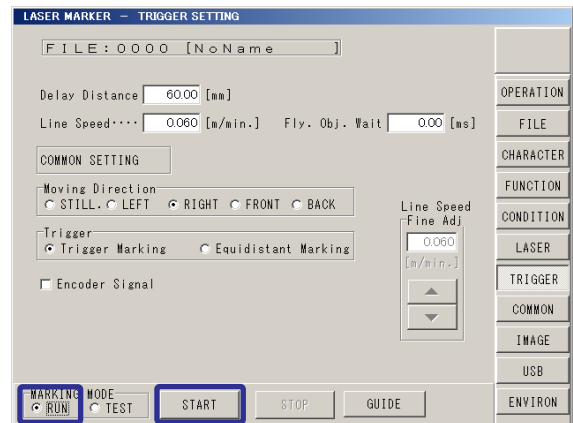 LASER MARKER － TRIGGER SETTING
FILE:0000 [NoName ]
Delay Distance 60.00 [mm]
Line Speed････ 0.060 [m/min.] Fly. Obj. Wait 0.00 [ms]
COMMON SETTING
Moving Direction
STILL. LEFT RIGHT FRONT BACK
Trigger
Trigger Marking Equidistant Marking
Encoder Signal
Line Speed
Fine Adj
0.060
[m/min.]
OPERATION
FILE
CHARACTER
FUNCTION
CONDITION
LASER
TRIGGER
COMMON
IMAGE
USB
ENVIRON
MARKING MODE
RUN TEST
START STOP GUIDE